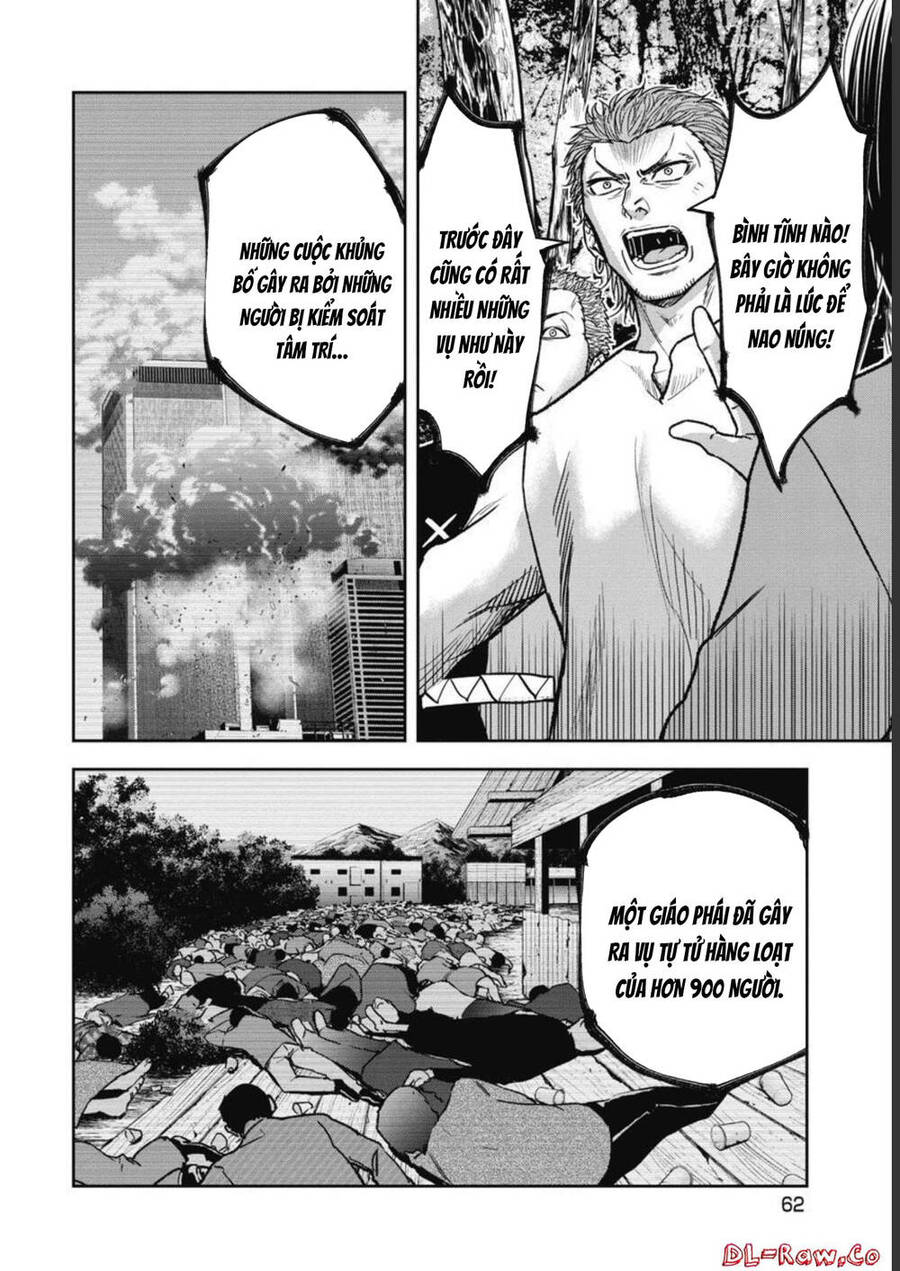 BÌNH TĨNH NÀO!
BÂY GIỜ KHÔNG
PHẢI LÀ LÚC ĐỂ
NAO NÚNG!
TRƯỚC ĐÂY
CŨNG CÓ RẤT
NHIỀU NHỮNG
VỤ NHƯ NÀY
RỒI!
NHỮNG CUỘC KHỦNG
BỐ GÂY RA BỞI NHỮNG
NGƯỜI BỊ KIỂM SOÁT
TÂM TRÍ...
MỘT GIÁO PHÁI ĐÃ GÂY
RA VỤ TỰ TỬ HÀNG LOẠT
CỦA HƠN 900 NGƯỜI.
62
DL=Raw,Co